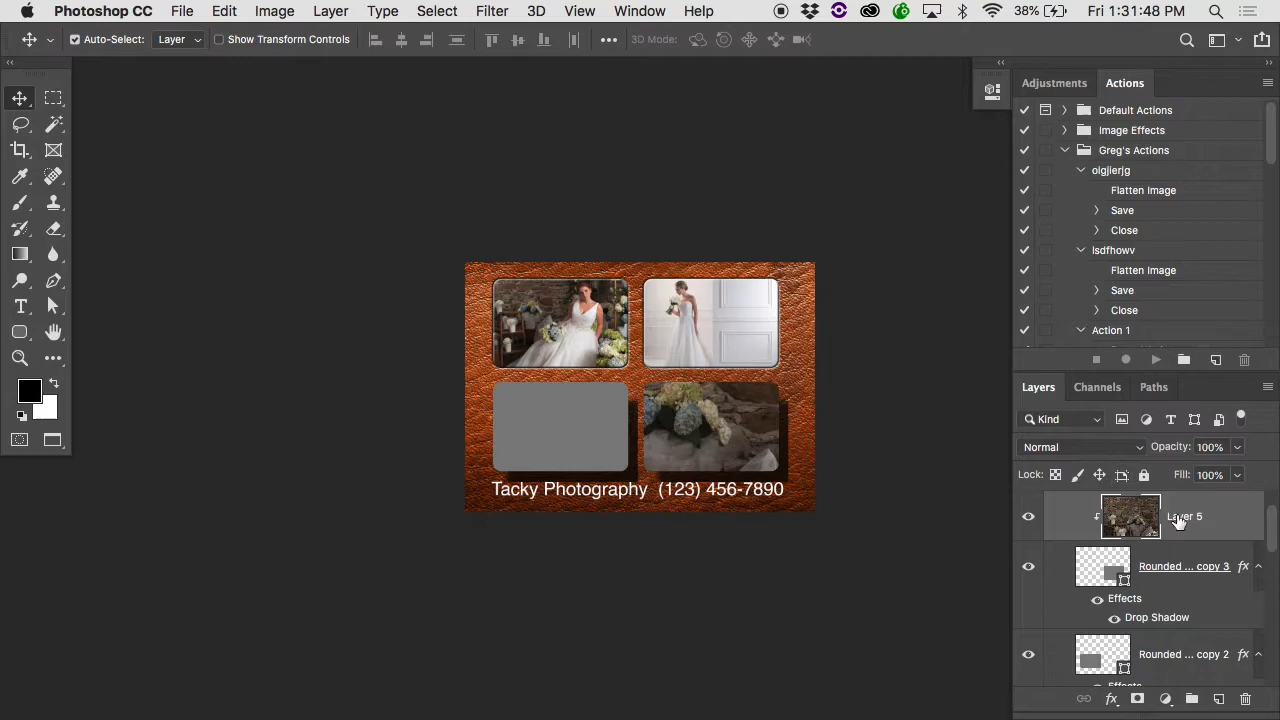 Photoshop CC File Edit Image Layer Type Select Filter 3D View Window Help 38% Fri 1:31:48 PM
Auto-Select: Layer Show Transform Controls 3D Mode:
Adjustments Actions
Default Actions
Image Effects
Greg's Actions
olgjierjg
Flatten Image
Save
Close
lsdfhowv
Flatten Image
Save
Close
Action 1
Layers Channels Paths
Kind
Normal Opacity: 100%
Lock: Fill: 100%
Layer 5
Rounded ... copy 3 fx
Effects
Drop Shadow
Rounded ... copy 2 fx
Effects
Tacky Photography (123) 456-7890